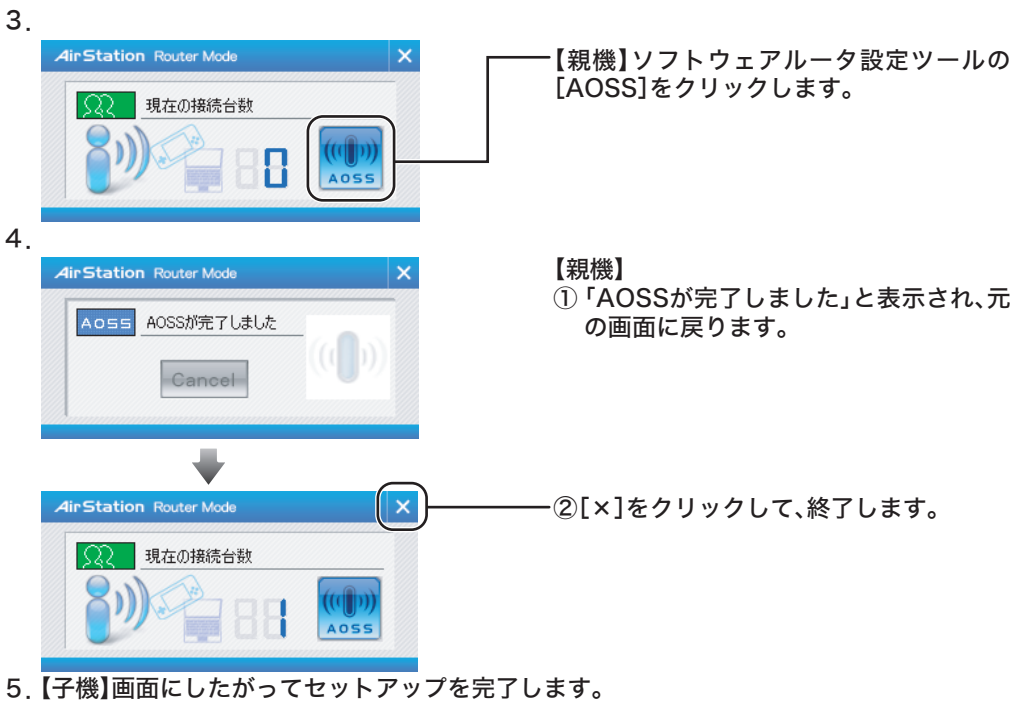 3.
AirStation Router Mode ×
【親機】ソフトウェアルータ設定ツールの
[AOSS]をクリックします。
現在の接続台数
0
AOSS
4.
AirStation Router Mode ×
【親機】
①「AOSSが完了しました」と表示され、元
の画面に戻ります。
AOSS AOSSが完了しました
Cancel
AirStation Router Mode ×
②[×]をクリックして、終了します。
現在の接続台数
1
AOSS
5.【子機】画面にしたがってセットアップを完了します。